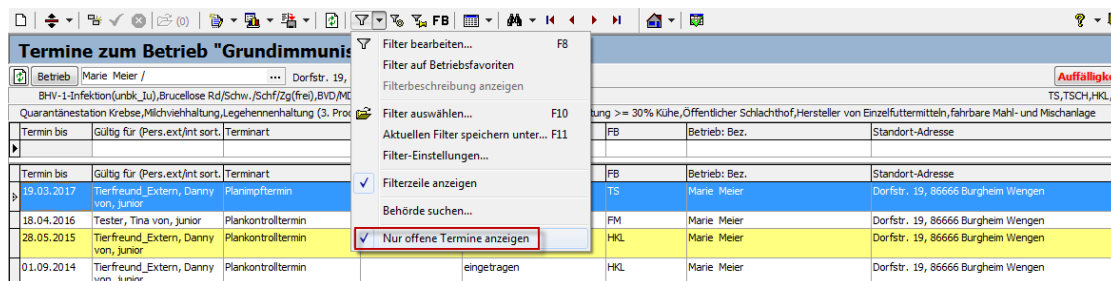 (0) FB ?
Termine zum Betrieb "Grundimmunis
Betrieb Marie Meier / ... Dorfstr. 19, Auffälligk
BHV-1-Infektion(unbk_Iu),Brucellose Rd/Schw./Schf/Zg(frei),BVD/MD TS,TSCH,HKL,
Quarantänestation Krebse,Milchviehhaltung,Legehennenhaltung (3. Prod tung >= 30% Kühe,Öffentlicher Schlachthof,Hersteller von Einzelfuttermitteln,fahrbare Mahl- und Mischanlage
Termin bis Gültig für (Pers.ext/int sort. Terminart FB Betrieb: Bez. Standort-Adresse
Termin bis Gültig für (Pers.ext/int sort. Terminart FB Betrieb: Bez. Standort-Adresse
19.03.2017 Tierfreund_Extern, Danny Planimpftermin TS Marie Meier Dorfstr. 19, 86666 Burgheim Wengen
von, junior
18.04.2016 Tester, Tina von, junior Plankontrolltermin FM Marie Meier Dorfstr. 19, 86666 Burgheim Wengen
28.05.2015 Tierfreund_Extern, Danny Plankontrolltermin HKL Marie Meier Dorfstr. 19, 86666 Burgheim Wengen
von, junior
01.09.2014 Tierfreund_Extern, Danny Plankontrolltermin eingetragen HKL Marie Meier Dorfstr. 19, 86666 Burgheim Wengen
von, junior
Filter bearbeiten... F8
Filter auf Betriebsfavoriten
Filterbeschreibung anzeigen
Filter auswählen... F10
Aktuellen Filter speichern unter... F11
Filter-Einstellungen...
Filterzeile anzeigen
Behörde suchen...
Nur offene Termine anzeigen